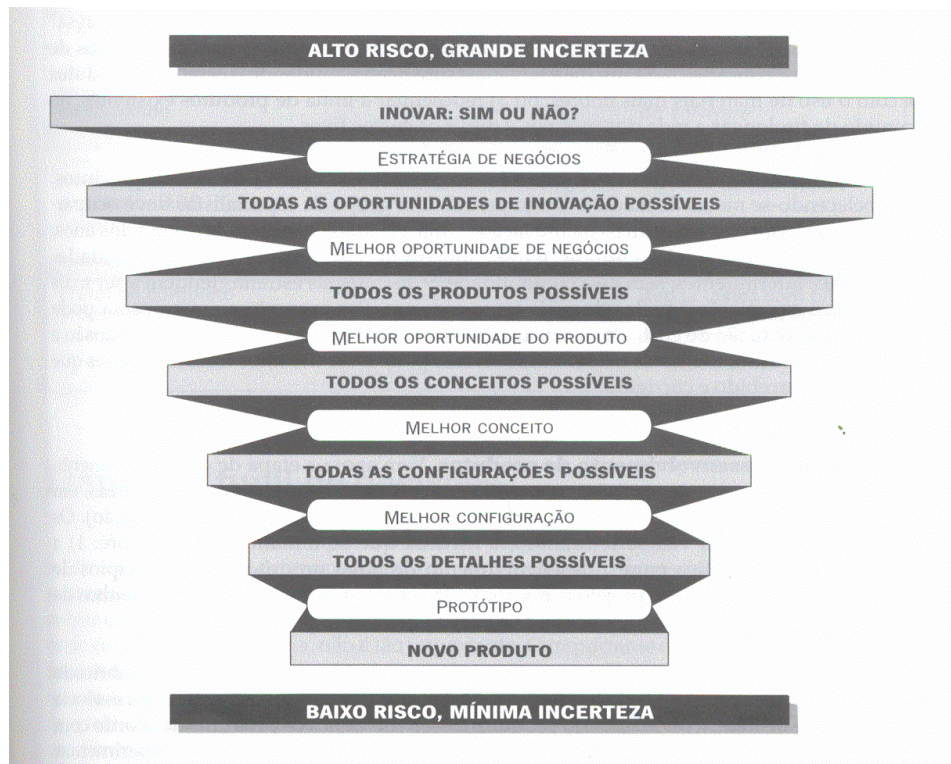 ALTO RISCO, GRANDE INCERTEZA
INOVAR: SIM OU NÃO?
ESTRATÉGIA DE NEGÓCIOS
TODAS AS OPORTUNIDADES DE INOVAÇÃO POSSÍVEIS
MELHOR OPORTUNIDADE DE NEGÓCIOS
TODOS OS PRODUTOS POSSÍVEIS
MELHOR OPORTUNIDADE DO PRODUTO
TODOS OS CONCEITOS POSSÍVEIS
MELHOR CONCEITO
TODAS AS CONFIGURAÇÕES POSSÍVEIS
MELHOR CONFIGURAÇÃO
TODOS OS DETALHES POSSÍVEIS
PROTÓTIPO
NOVO PRODUTO
BAIXO RISCO, MÍNIMA INCERTEZA